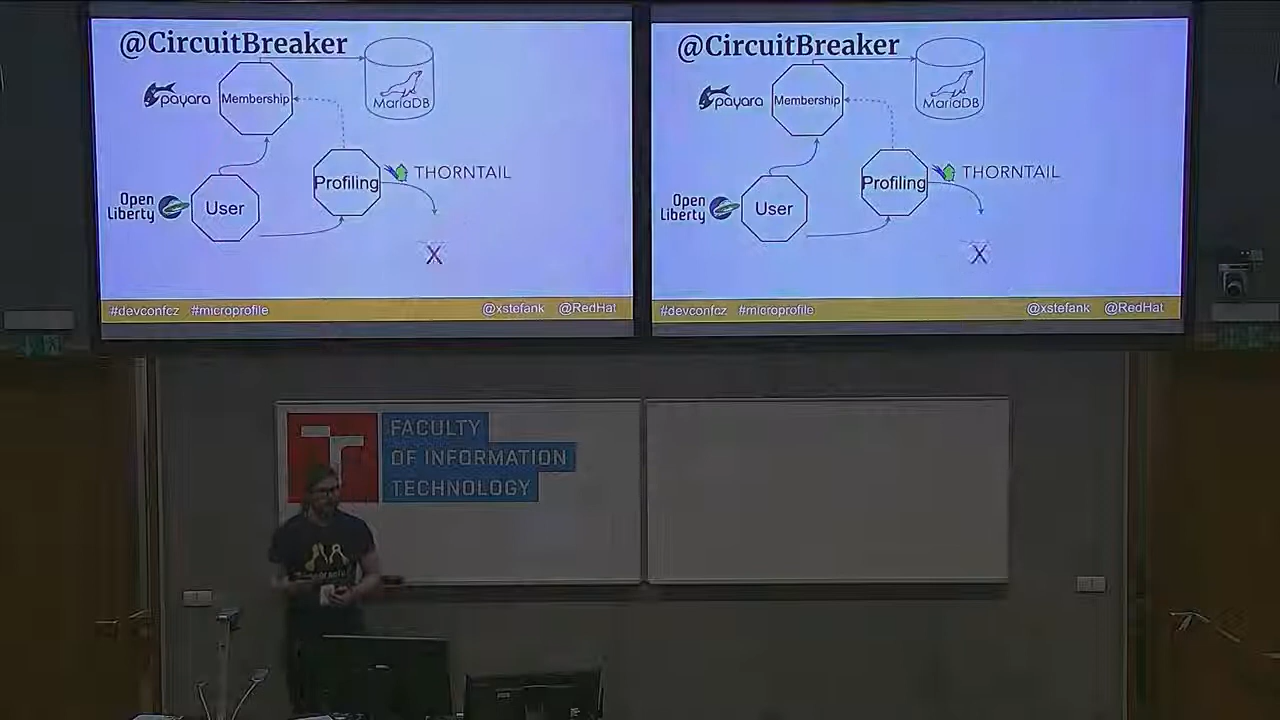 @CircuitBreaker
payara
Membership
MariaDB
Profiling
THORNTAIL
Open
Liberty
User
X
#devconfcz #microprofile
@xstefank @RedHat
@CircuitBreaker
payara
Membership
MariaDB
Profiling
THORNTAIL
Open
Liberty
User
X
#devconfcz #microprofile
@xstefank @RedHat
FACULTY
OF INFORMATION
TECHNOLOGY